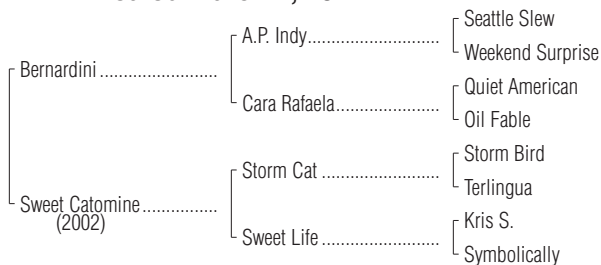 Seattle Slew
A.P. Indy
Weekend Surprise
Bernardini
Quiet American
Cara Rafaela
Oil Fable
Storm Bird
Storm Cat
Terlingua
Sweet Catomine
(2002)
Kris S.
Sweet Life
Symbolically